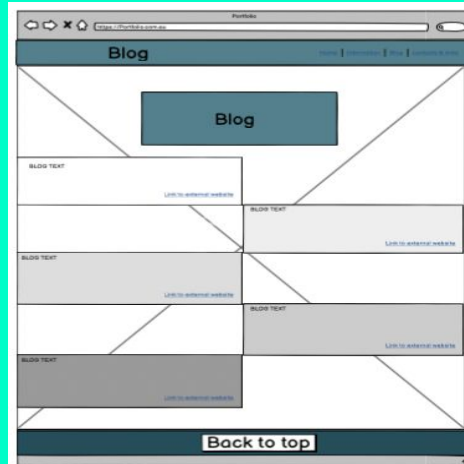 Portfolio
https://Portfolio.com.au
Blog
Home | Information | Blog | Contacts & Links
Blog
BLOG TEXT
Link to external website
BLOG TEXT
Link to external website
BLOG TEXT
Link to external website
BLOG TEXT
Link to external website
BLOG TEXT
Link to external website
Back to top